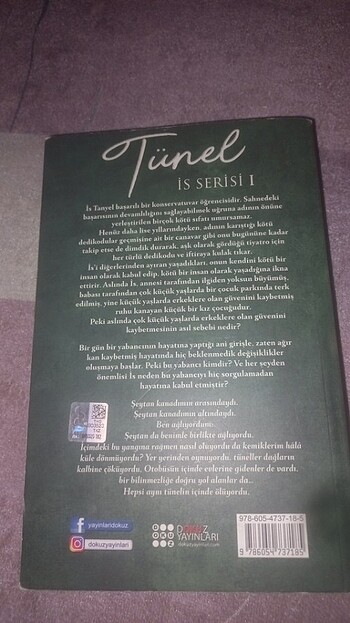 Tünel
İS SERİSİ 1
İs Tanyel başarılı bir konservatuvar öğrencisidir. Sahnedeki
başarısının devamlılığını sağlayabilmek uğruna adının önüne
yerleştirilen birçok kötü sıfatı umursamaz.
Henüz daha lise yıllarındayken, adının karıştığı kötü
dedikodular geçmişine ait bir canavar gibi onu bugününe kadar
takip etse de dimdik durarak, aşk olarak gördüğü tiyatro için
her türlü dedikodu ve iftiraya kulak tıkar.
İs'i diğerlerinden ayıran yaşadıkları, onun kendini kötü bir
insan olarak kabul edip, kötü bir insan olarak yaşadığına ikna
ettirir. Aslında İs, annesi tarafından ilgiden yoksun büyümüş,
babası tarafından çok küçük yaşlarda bir çocuk parkında terk
edilmiş, yine küçük yaşlarda erkeklere olan güvenini kaybetmiş
ruhu kanayan küçük bir kız çocuğudur.
Peki aslında çok küçük yaşlarda erkeklere olan güvenini
kaybetmesinin asıl sebebi nedir?
Bir gün bir yabancının hayatına yaptığı ani girişle, zaten ağır
kan kaybetmiş hayatında hiç beklenmedik değişiklikler
oluşmaya başlar. Peki bu yabancı kimdir? Ve her şeyden
önemlisi İs neden bu yabancıyı hiç sorgulamadan
hayatına kabul etmiştir?
Şeytan kanadımın arasındaydı.
Şeytan kanadımın altındaydı.
Ben ağlıyordum.
Şeytan da benimle birlikte ağlıyordu.
İçimdeki bu yangına rağmen nasıl oluyordu da kemiklerim hâlâ
küle dönmüyordu? Yer yerinden oynuyordu, tüneller dağların
kalbine çöküyordu. Otobüsün içinde evlerine gidenler de vardı,
bir bilinmezliğe doğru yol alanlar da...
Hepsi aynı tünelin içinde ölüyordu.
yayinlaridokuz
dokuzyayinlari
DOKUZ
YAYINLARI
dokuzyayinlari.com
978-605-4737-18-5
9 786054 737185